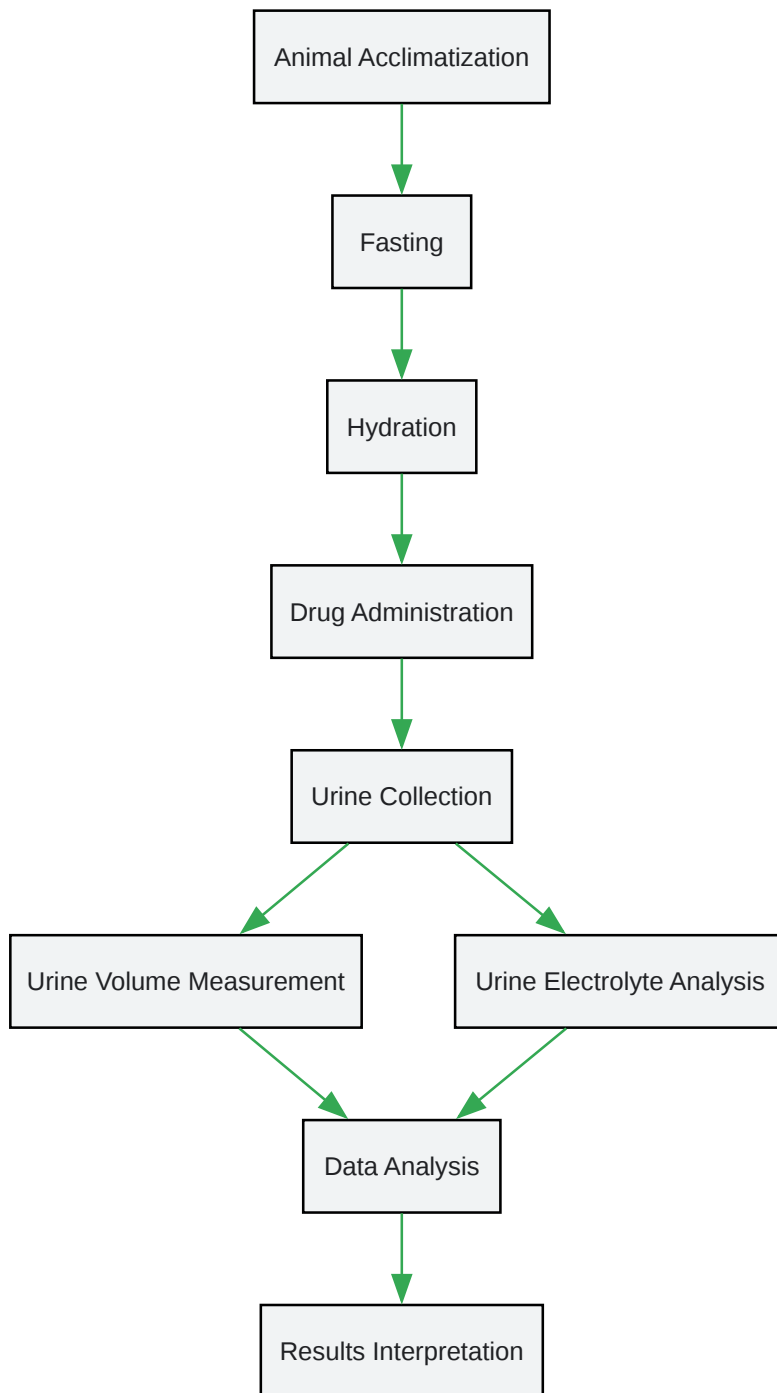 Animal Acclimatization
Fasting
Hydration
Drug Administration
Urine Collection
Urine Volume Measurement
Urine Electrolyte Analysis
Data Analysis
Results Interpretation